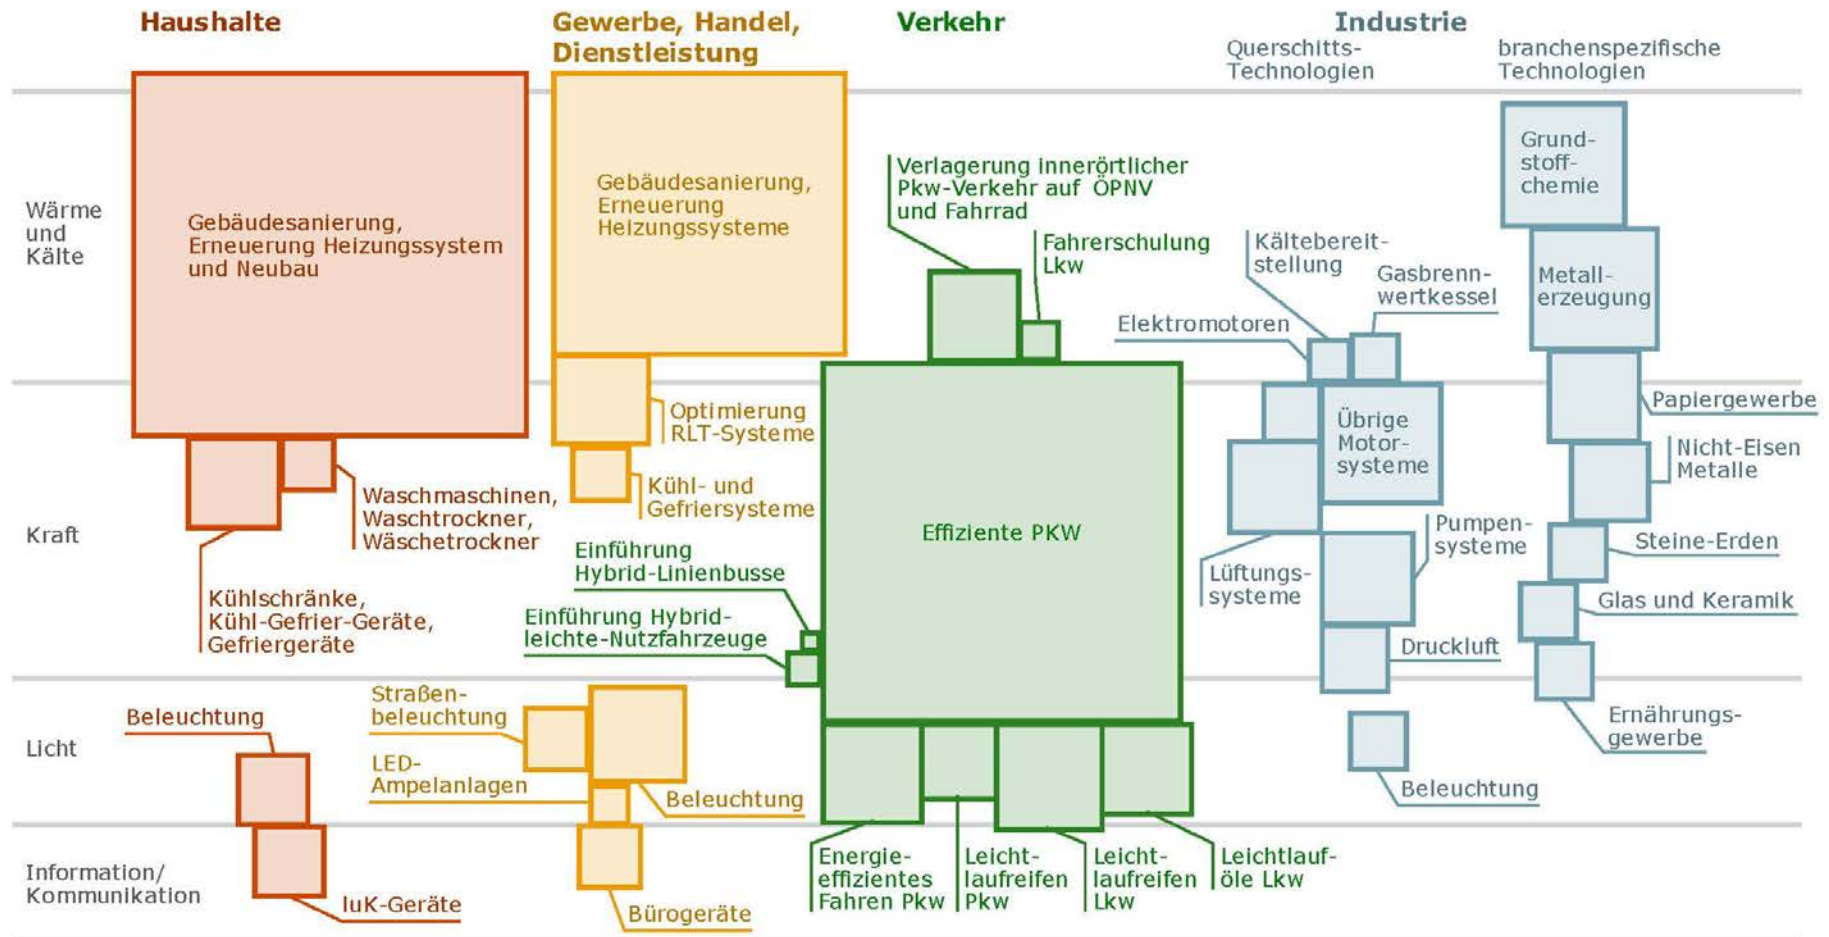 Haushalte
Gewerbe, Handel,
Dienstleistung
Verkehr
Industrie
Querschitts-
Technologien
branchenspezifische
Technologien
Wärme
und
Kälte
Kraft
Licht
Information/
Kommunikation
Gebäudesanierung,
Erneuerung Heizungssystem
und Neubau
Waschmaschinen,
Waschtrockner,
Wäschetrockner
Kühlschränke,
Kühl-Gefrier-Geräte,
Gefriergeräte
Beleuchtung
IuK-Geräte
Gebäudesanierung,
Erneuerung
Heizungssysteme
Optimierung
RLT-Systeme
Kühl- und
Gefriersysteme
Straßen-
beleuchtung
LED-
Ampelanlagen
Beleuchtung
Bürogeräte
Verlagerung innerörtlicher
Pkw-Verkehr auf ÖPNV
und Fahrrad
Fahrerschulung
Lkw
Effiziente PKW
Einführung
Hybrid-Linienbusse
Einführung Hybrid-
leichte-Nutzfahrzeuge
Energie-
effizientes
Fahren Pkw
Leicht-
laufreifen
Pkw
Leicht-
laufreifen
Lkw
Leichtlauf-
öle Lkw
Kältebereit-
stellung
Gasbrenn-
wertkessel
Elektromotoren
Übrige
Motor-
systeme
Lüftungs-
systeme
Pumpen-
systeme
Druckluft
Beleuchtung
Grund-
stoff-
chemie
Metall-
erzeugung
Papiergewerbe
Nicht-Eisen
Metalle
Steine-Erden
Glas und Keramik
Ernährungs-
gewerbe